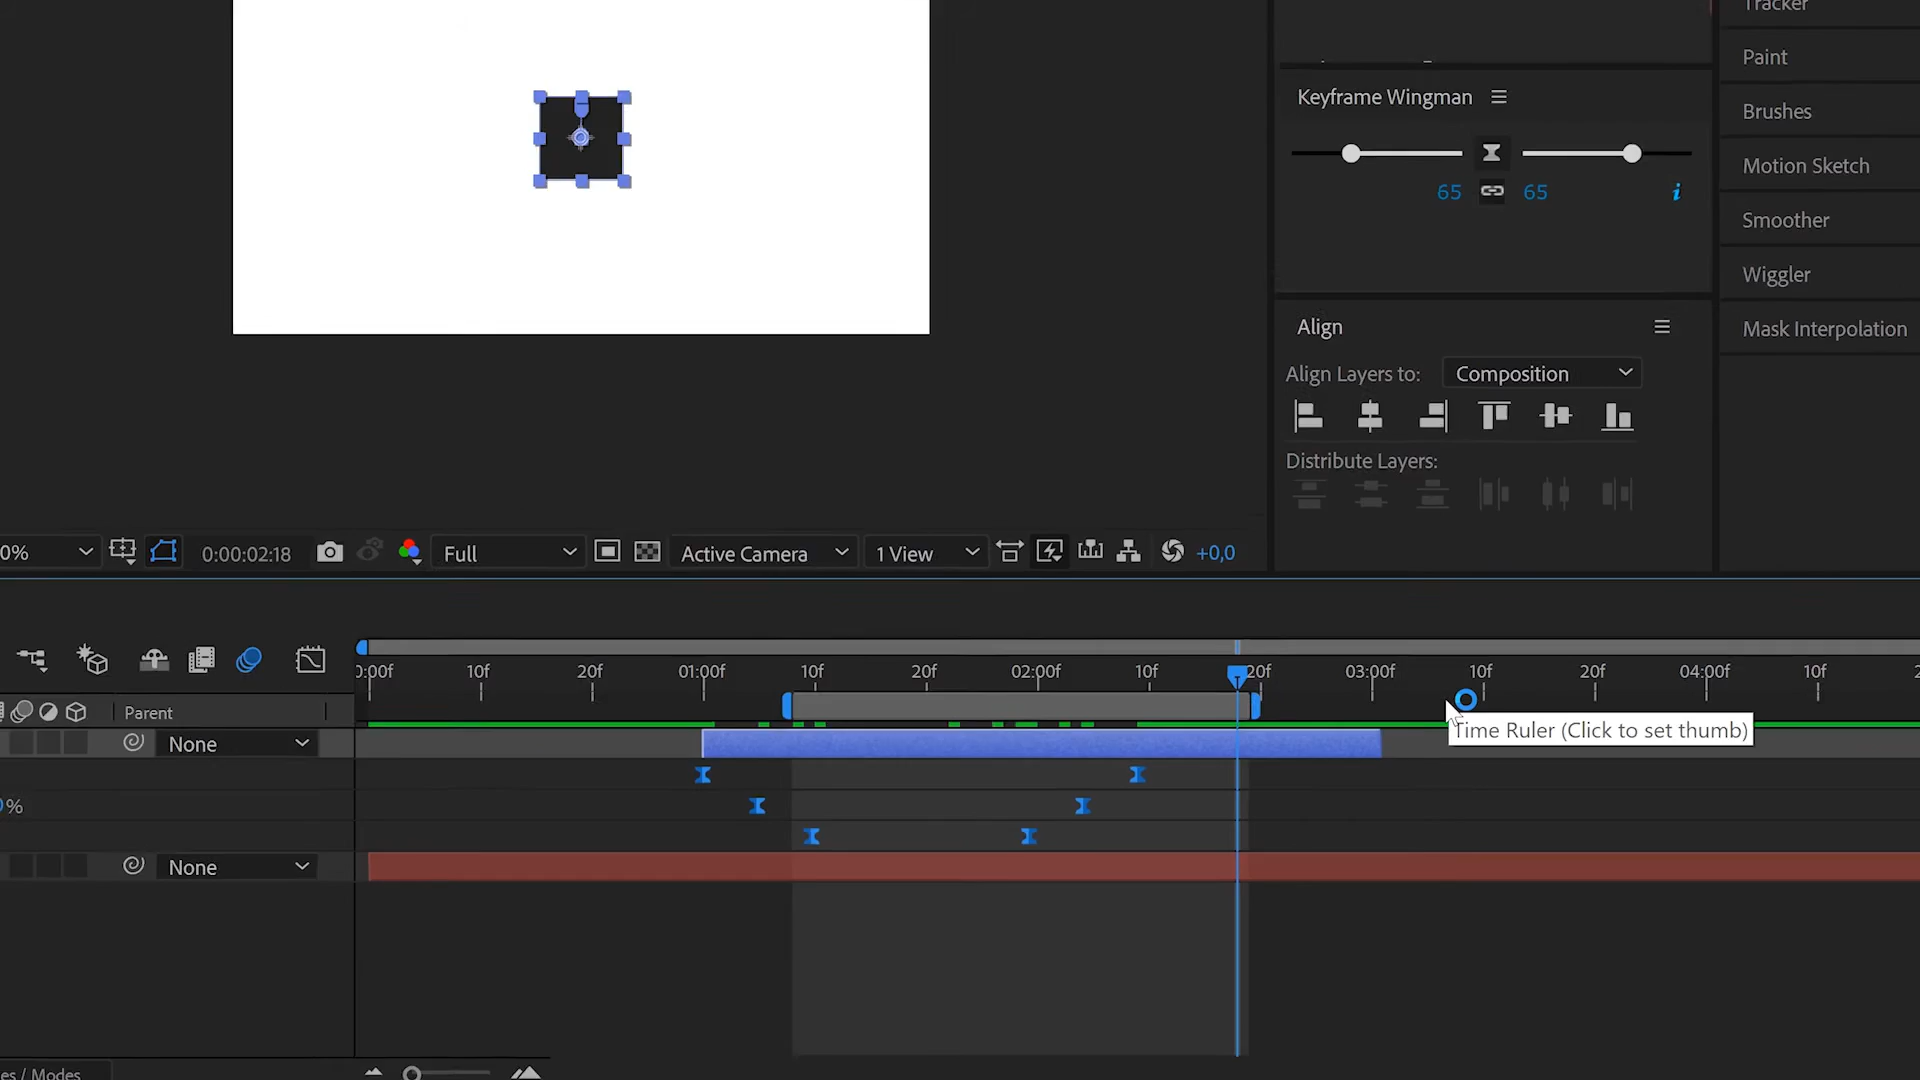 Tracker
Paint
Keyframe Wingman
Brushes
Motion Sketch
65 65 i
Smoother
Wiggler
Align
Mask Interpolation
Align Layers to: Composition
Distribute Layers:
0% 0:00:02:18 Full Active Camera 1 View +0,0
0:00f 10f 20f 01:00f 10f 20f 02:00f 10f 20f 03:00f 10f 20f 04:00f 10f 2
Parent
Time Ruler (Click to set thumb)
None
%
None
es / Modes